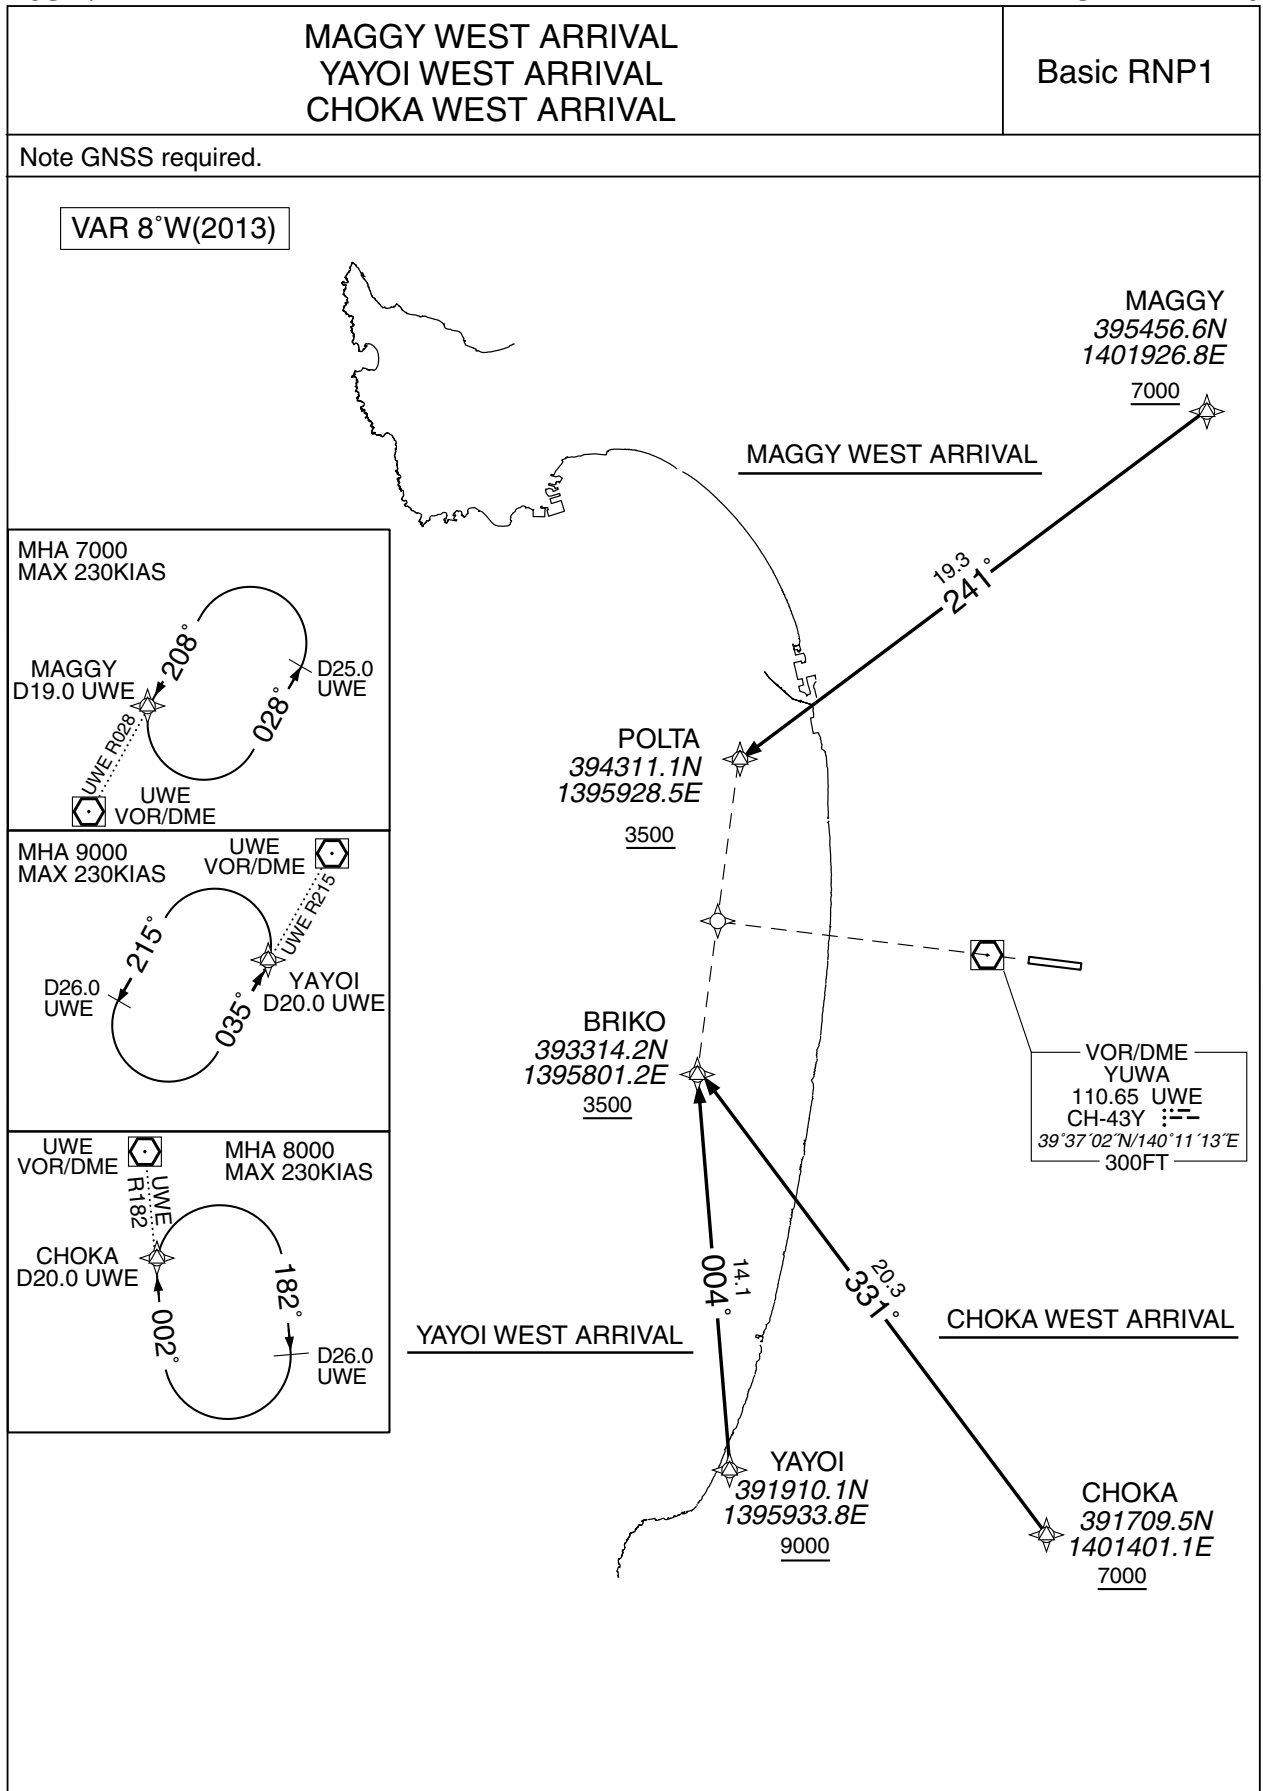 MAGGY WEST ARRIVAL
YAYOI WEST ARRIVAL
CHOKA WEST ARRIVAL
Basic RNP1
Note GNSS required.
VAR 8°W(2013)
MAGGY
395456.6N
1401926.8E
7000
MAGGY WEST ARRIVAL
19.3
241°
MHA 7000
MAX 230KIAS
208°
MAGGY
D19.0 UWE
D25.0
UWE
028°
UWE R028
UWE
VOR/DME
POLTA
394311.1N
1395928.5E
3500
MHA 9000
MAX 230KIAS
UWE
VOR/DME
UWE R215
215°
D26.0
UWE
035°
YAYOI
D20.0 UWE
BRIKO
393314.2N
1395801.2E
3500
VOR/DME
YUWA
110.65 UWE
CH-43Y
39°37´02˝N/140°11´13˝E
300FT
UWE
VOR/DME
MHA 8000
MAX 230KIAS
UWE
R182
CHOKA
D20.0 UWE
182°
002°
D26.0
UWE
14.1
004°
20.3
331°
YAYOI WEST ARRIVAL
CHOKA WEST ARRIVAL
YAYOI
391910.1N
1395933.8E
9000
CHOKA
391709.5N
1401401.1E
7000